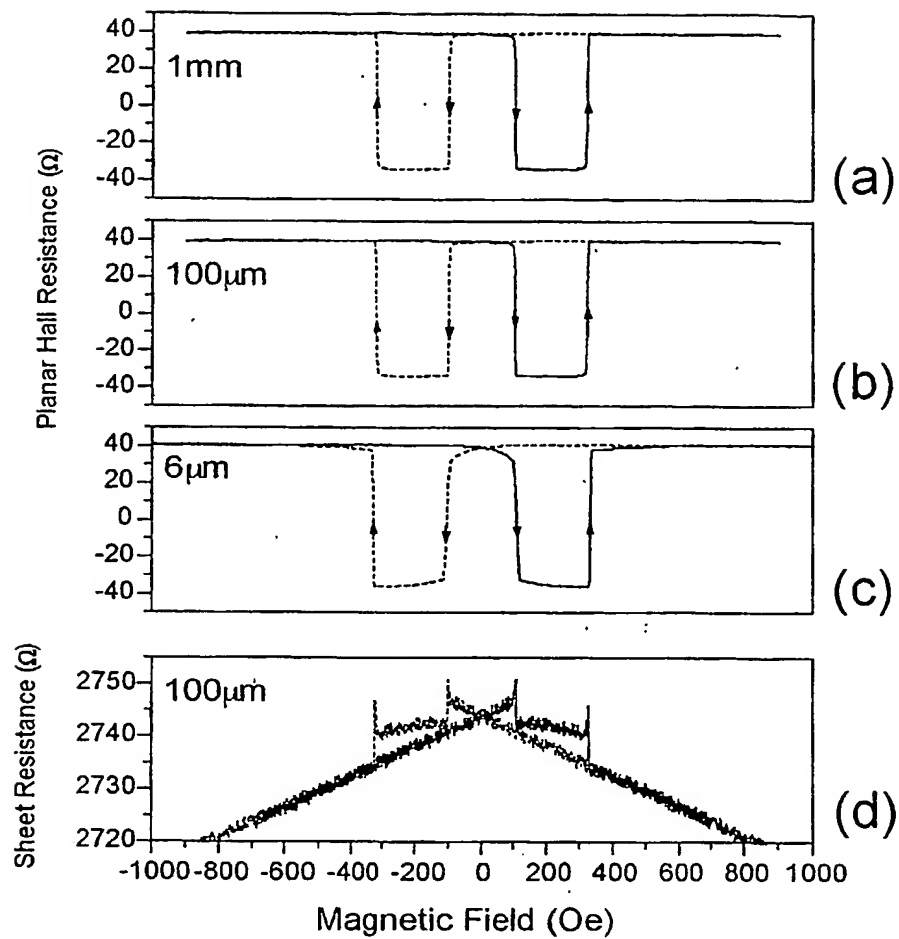 40
20
0
-20
-40
1mm
(a)
40
20
0
-20
-40
100µm
(b)
40
20
0
-20
-40
6µm
(c)
Planar Hall Resistance (Ω)
2750
2740
2730
2720
100µm
(d)
Sheet Resistance (Ω)
-1000 -800 -600 -400 -200 0 200 400 600 800 1000
Magnetic Field (Oe)